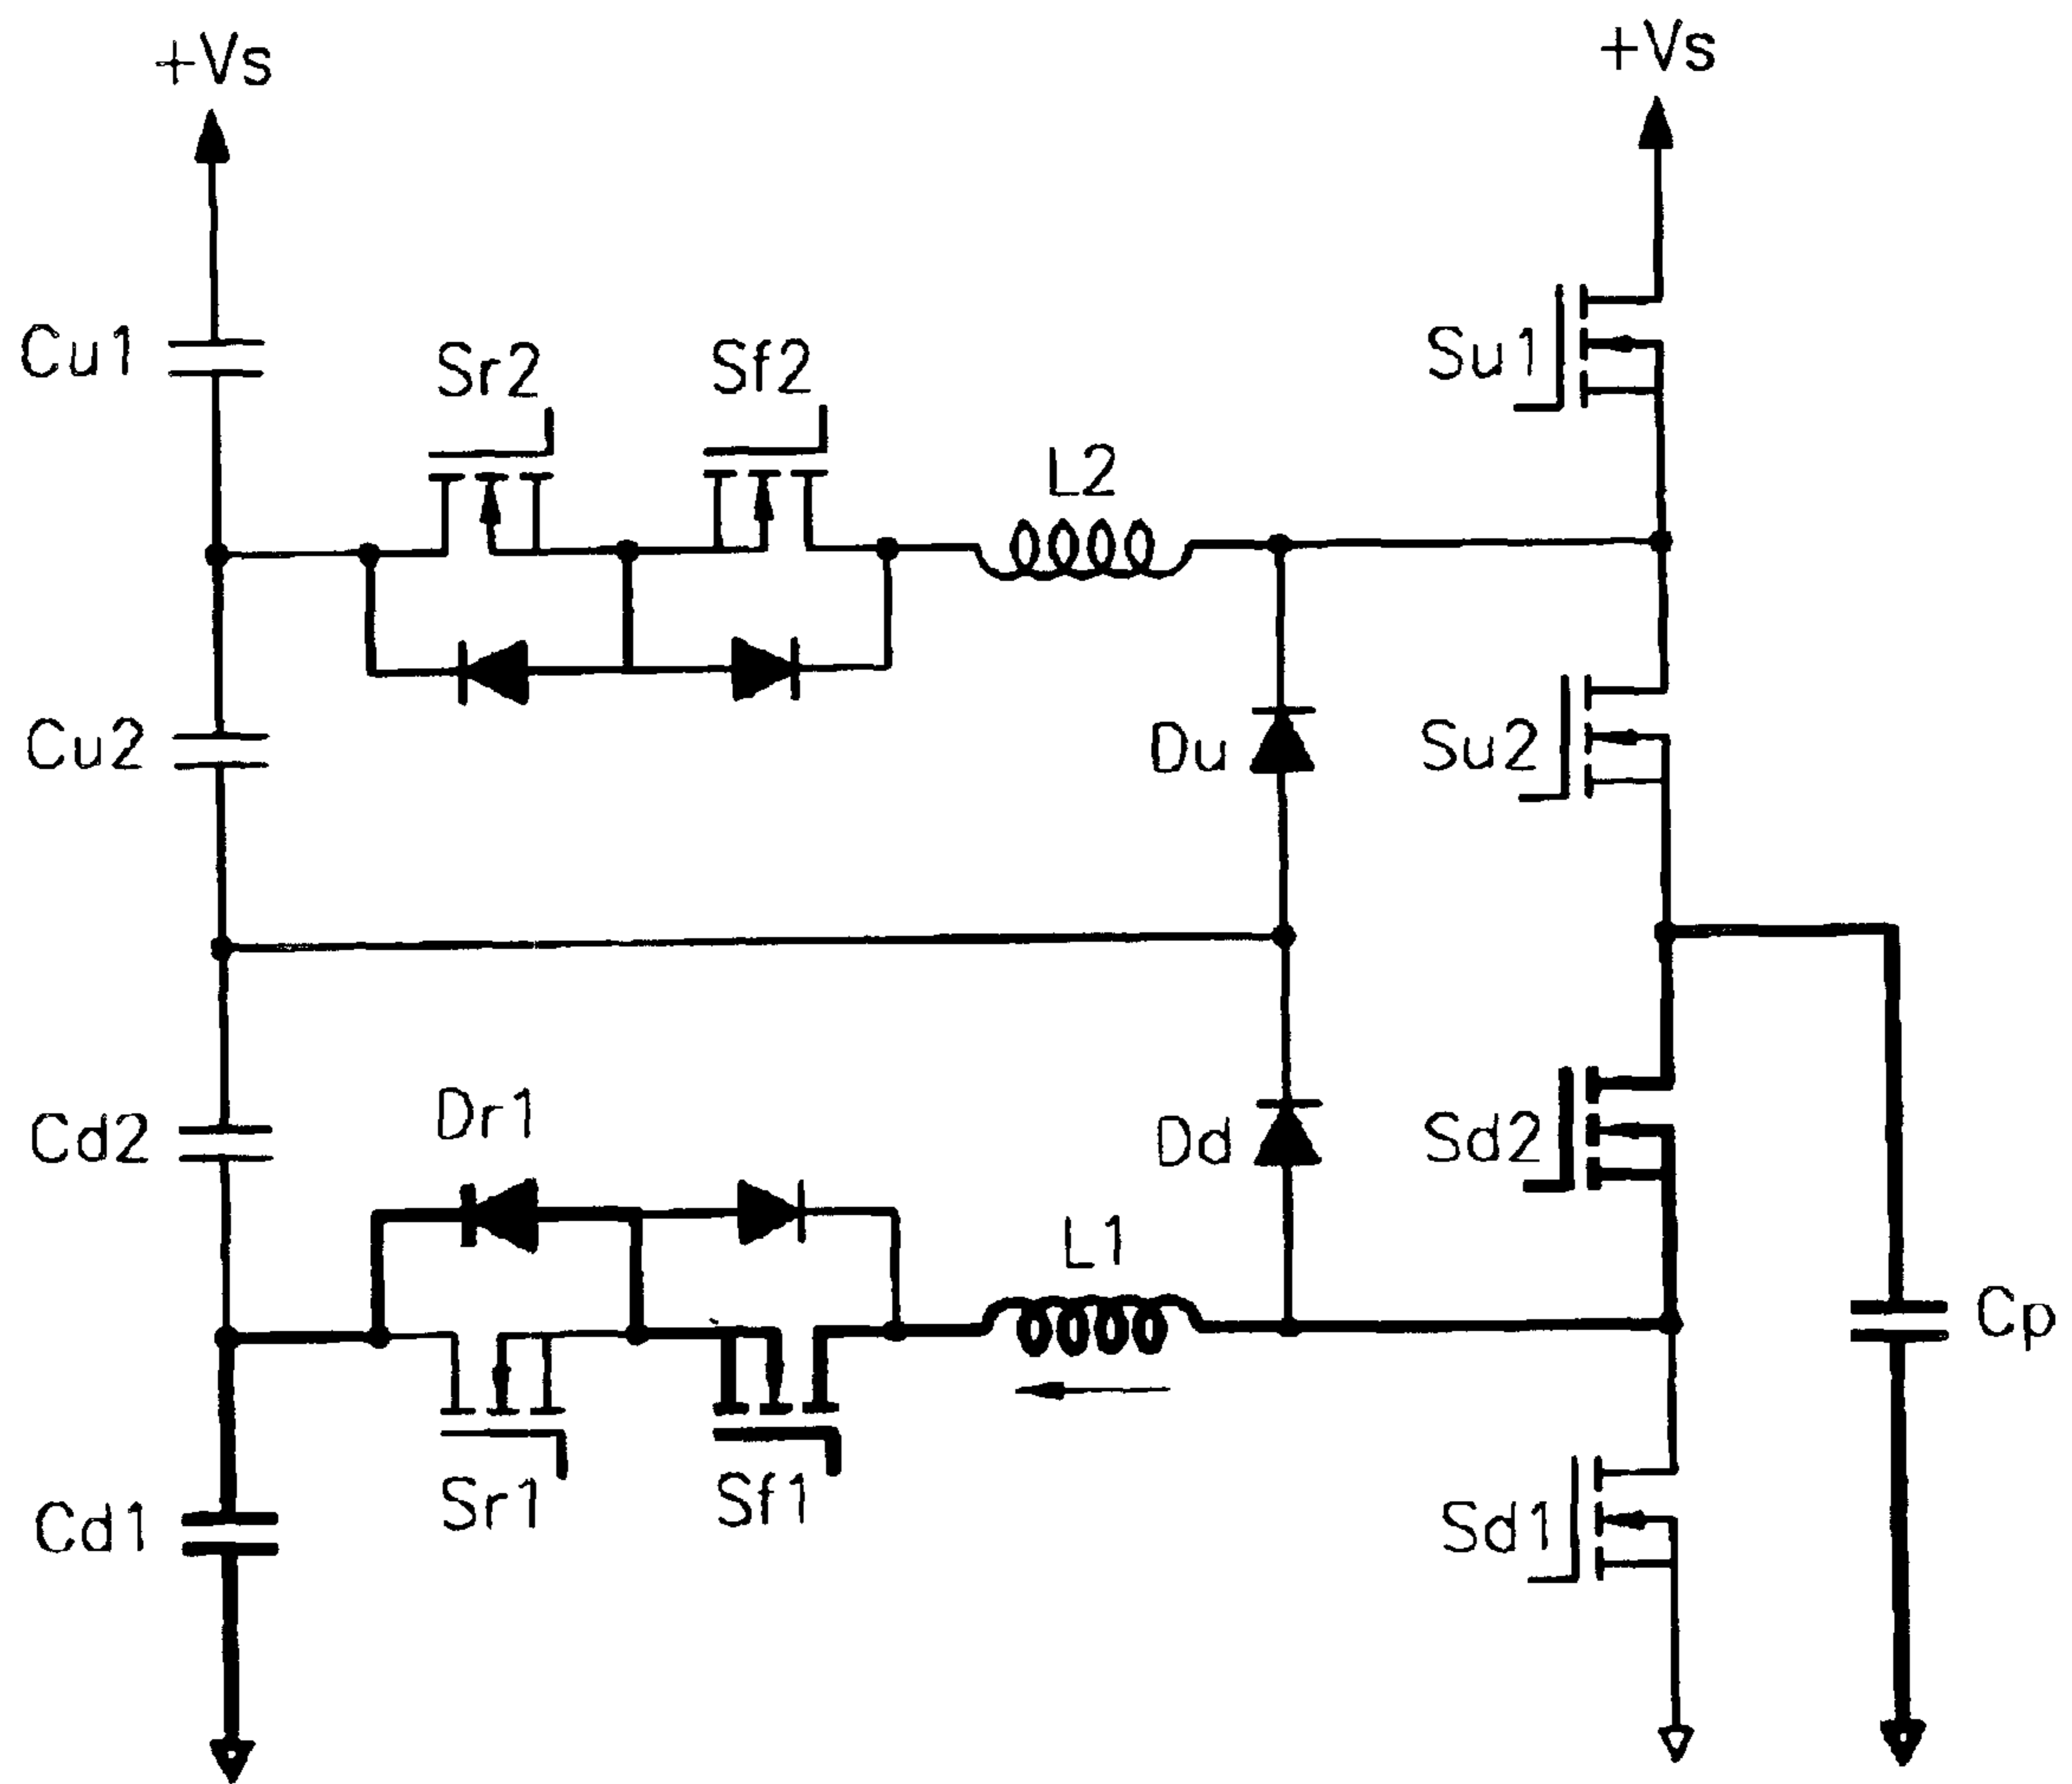 +Vs
+Vs
Cu1
Sr2
Sf2
Su1
L2
Cu2
Du
Su2
Cd2
Dr1
Dd
Sd2
L1
Cp
Cd1
Sr1
Sf1
Sd1